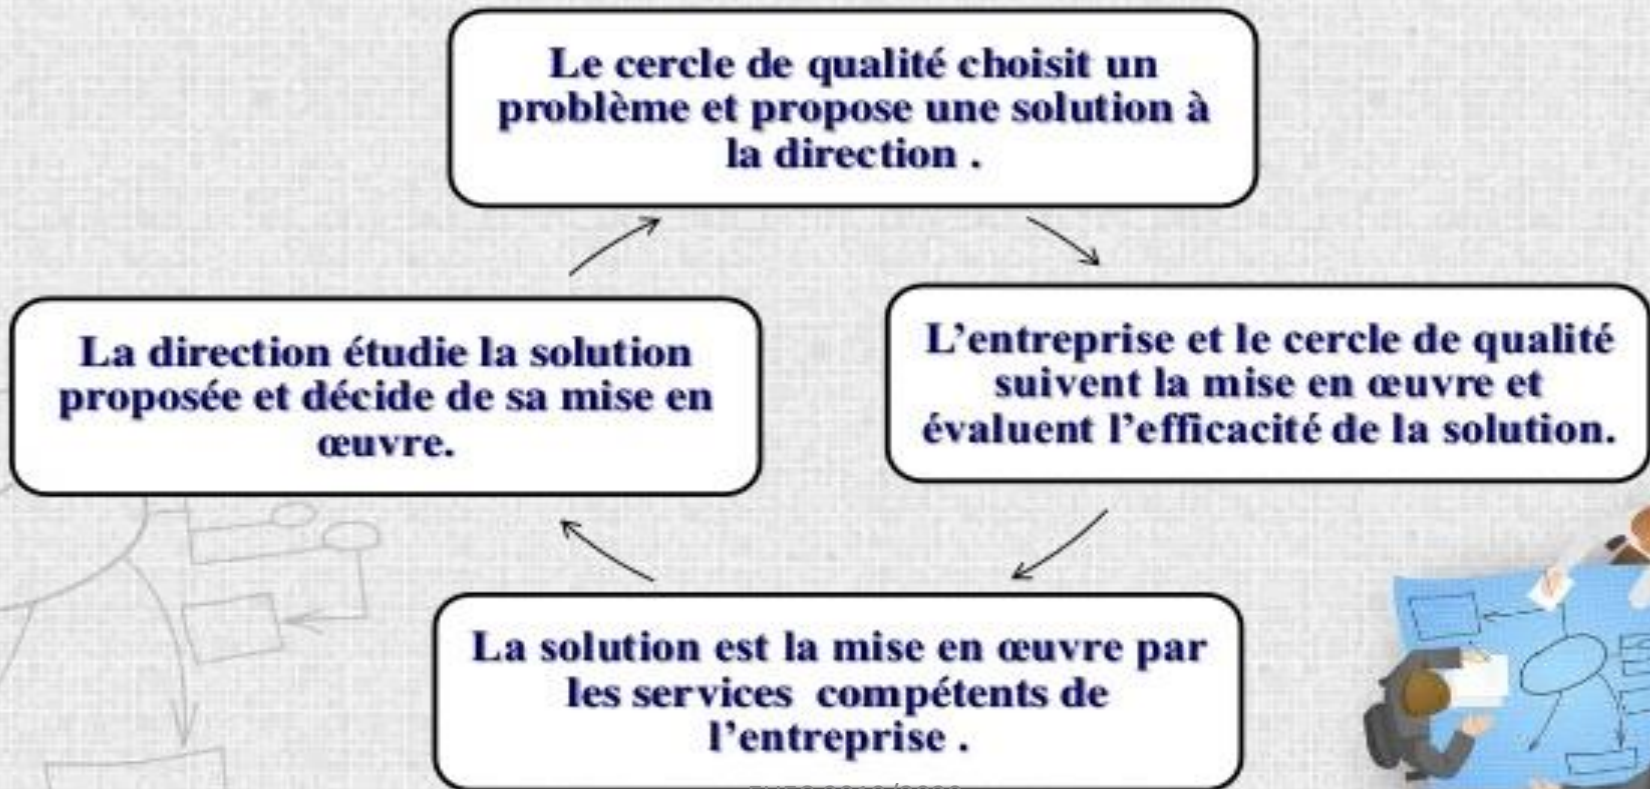 Le cercle de qualité choisit un
problème et propose une solution à
la direction .
La direction étudie la solution
proposée et décide de sa mise en
œuvre.
L’entreprise et le cercle de qualité
suivent la mise en œuvre et
évaluent l’efficacité de la solution.
La solution est la mise en œuvre par
les services compétents de
l’entreprise .